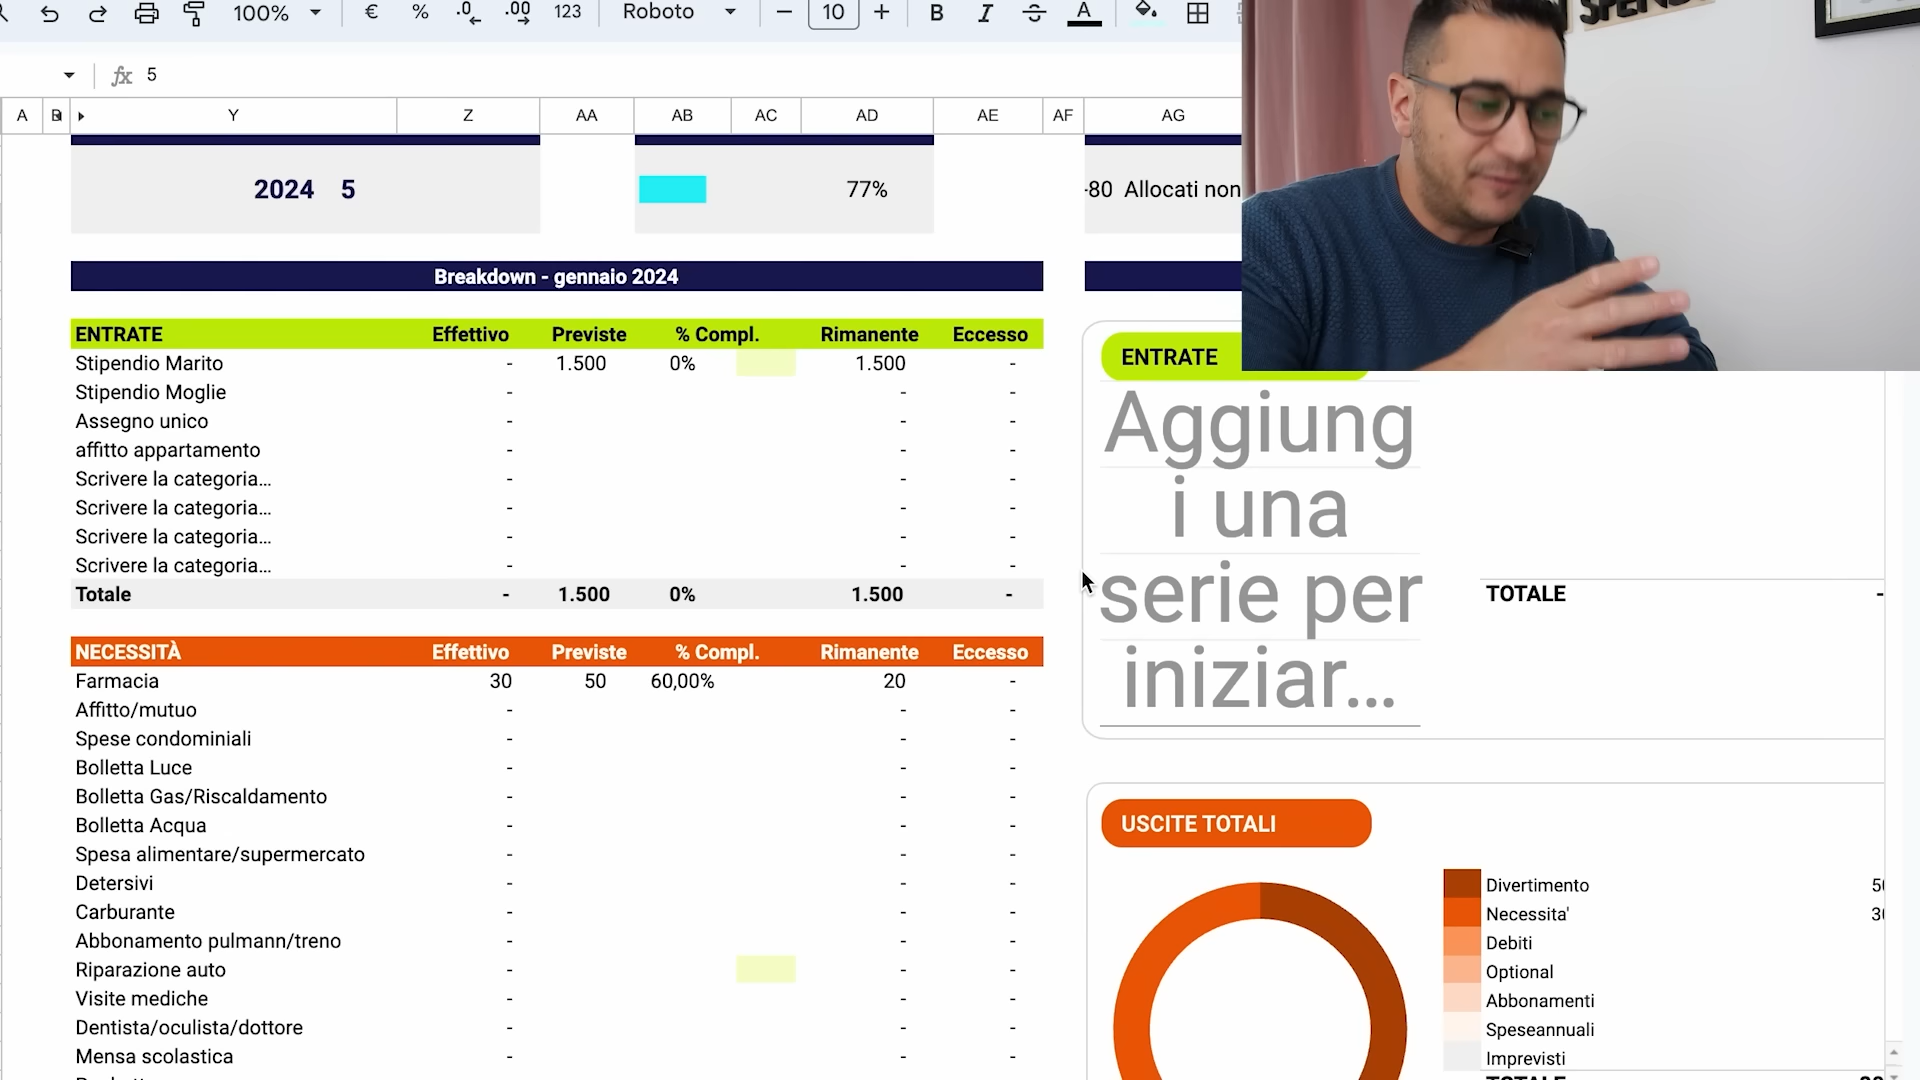 100% € % .0 .00 123 Roboto 10 B I A
fx 5
A Y Z AA AB AC AD AE AF AG
2024 5 77% -80 Allocati non
Breakdown - gennaio 2024
ENTRATE Effettivo Previste % Compl. Rimanente Eccesso
Stipendio Marito - 1.500 0% 1.500 -
Stipendio Moglie - - -
Assegno unico - - -
affitto appartamento - - -
Scrivere la categoria... - - -
Scrivere la categoria... - - -
Scrivere la categoria... - - -
Scrivere la categoria... - - -
Totale - 1.500 0% 1.500 -
NECESSITÀ Effettivo Previste % Compl. Rimanente Eccesso
Farmacia 30 50 60,00% 20 -
Affitto/mutuo - - -
Spese condominiali - - -
Bolletta Luce - - -
Bolletta Gas/Riscaldamento - - -
Bolletta Acqua - - -
Spesa alimentare/supermercato - - -
Detersivi - - -
Carburante - - -
Abbonamento pulmann/treno - - -
Riparazione auto - - -
Visite mediche - - -
Dentista/oculista/dottore - - -
Mensa scolastica - - -
ENTRATE
Aggiung
i una
serie per
iniziar...
TOTALE -
USCITE TOTALI
Divertimento
Necessita'
Debiti
Optional
Abbonamenti
Speseannuali
Imprevisti
TOTALE